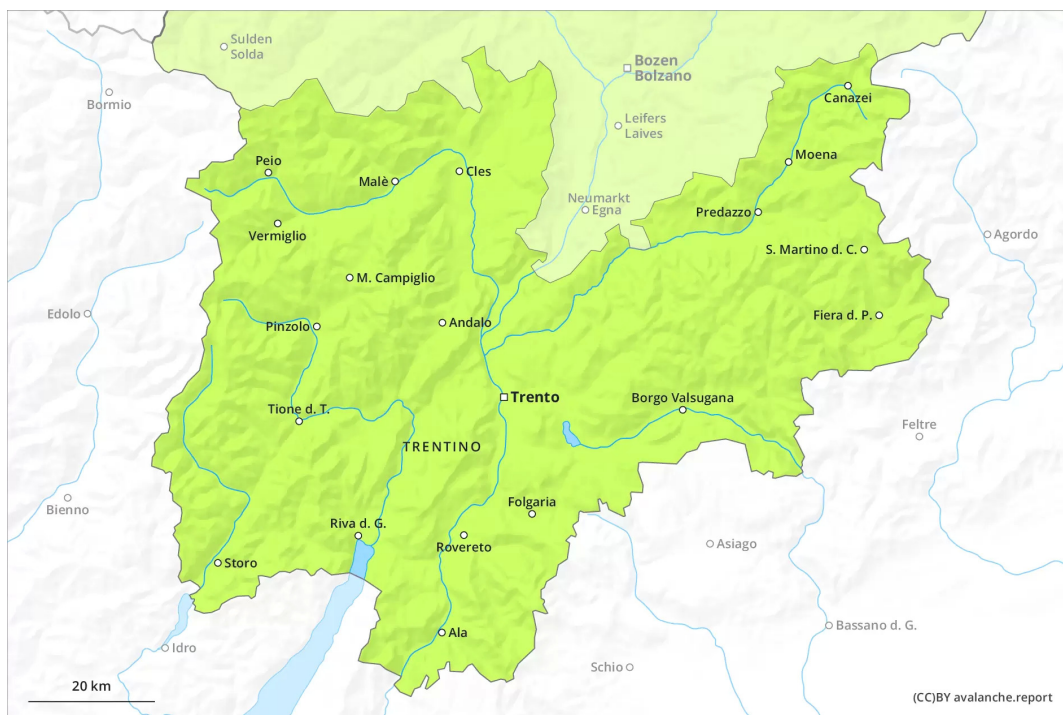 Sulden
Solda
Bozen
Bolzano
Bormio
Canazei
Leifers
Laives
Peio
Moena
Malè
Cles
Neumarkt
Egna
Predazzo
Vermiglio
Agordo
S. Martino d. C.
M. Campiglio
Edolo
Fiera d. P.
Andalo
Pinzolo
Trento
Borgo Valsugana
Tione d. T.
Feltre
TRENTINO
Bienno
Folgaria
Riva d. G.
Rovereto
Asiago
Storo
Bassano d. G.
Ala
Idro
Schio
20 km
(CC)BY avalanche.report